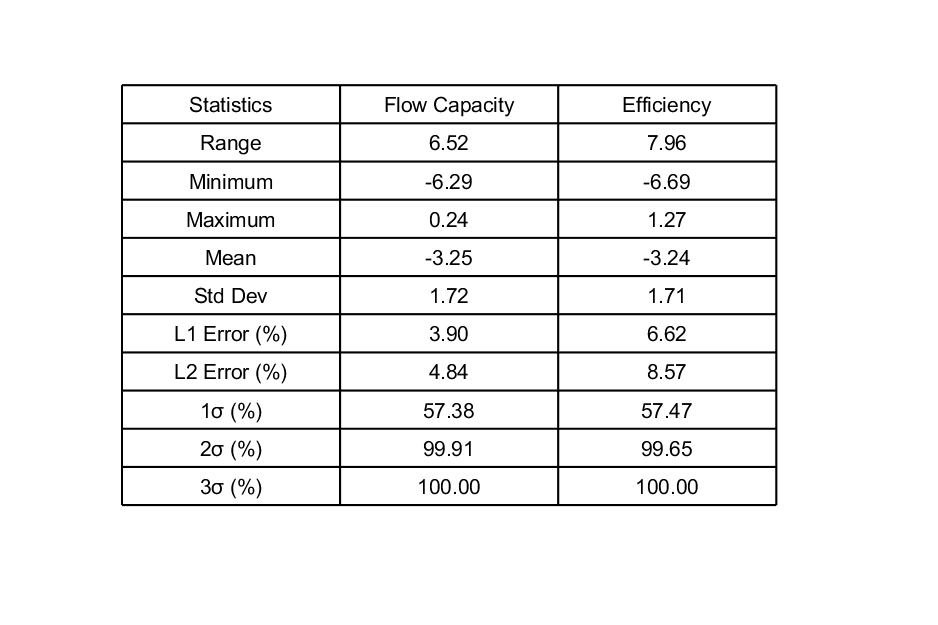 Statistics Flow Capacity Efficiency
Range 6.52 7.96
Minimum -6.29 -6.69
Maximum 0.24 1.27
Mean -3.25 -3.24
Std Dev 1.72 1.71
L1 Error (%) 3.90 6.62
L2 Error (%) 4.84 8.57
1σ (%) 57.38 57.47
2σ (%) 99.91 99.65
3σ (%) 100.00 100.00